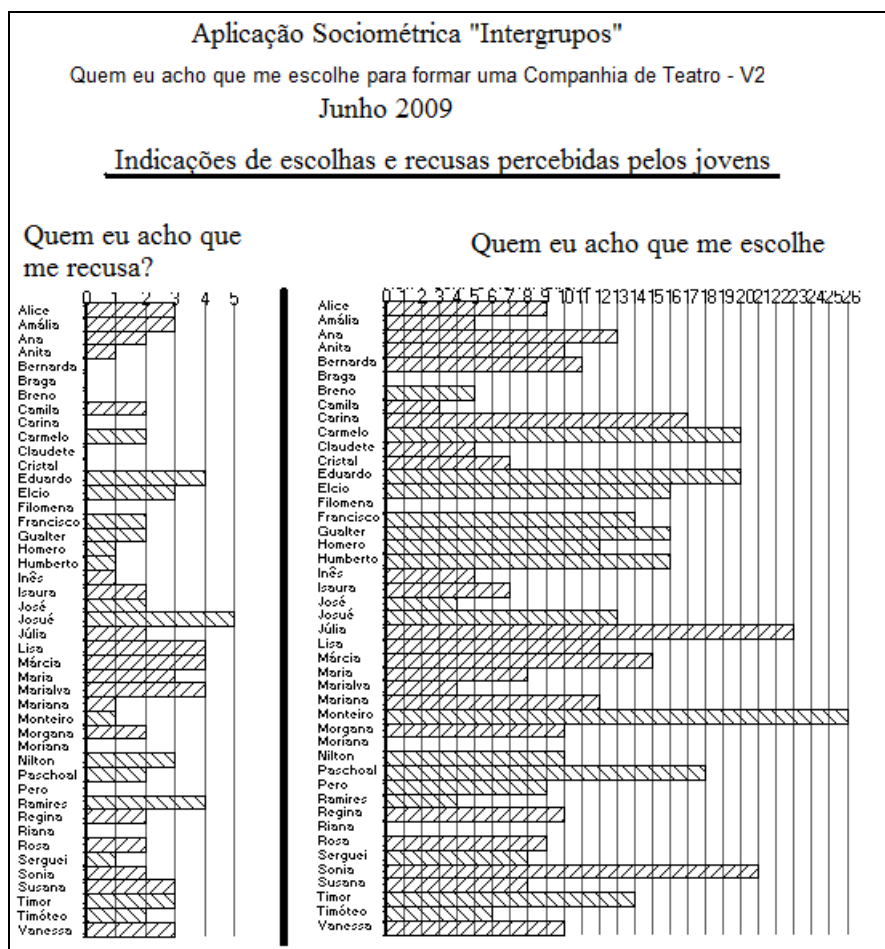 Aplicação Sociométrica "Intergrupos"
Quem eu acho que me escolhe para formar uma Companhia de Teatro - V2
Junho 2009
Indicações de escolhas e recusas percebidas pelos jovens
Quem eu acho que
me recusa?
0 1 2 3 4 5
Alice
Amália
Ana
Anita
Bernarda
Braga
Breno
Camila
Carina
Carmelo
Claudete
Cristal
Eduardo
Elcio
Filomena
Francisco
Gualter
Homero
Humberto
Inês
Isaura
José
Josué
Júlia
Lisa
Márcia
Maria
Marialva
Mariana
Monteiro
Morgana
Moriana
Nilton
Paschoal
Pero
Ramires
Regina
Riana
Rosa
Serguei
Sonia
Susana
Timor
Timóteo
Vanessa
Quem eu acho que me escolhe
0 1 2 3 4 5 6 7 8 9 10 11 12 13 14 15 16 17 18 19 20 21 22 23 24 25 26
Alice
Amália
Ana
Anita
Bernarda
Braga
Breno
Camila
Carina
Carmelo
Claudete
Cristal
Eduardo
Elcio
Filomena
Francisco
Gualter
Homero
Humberto
Inês
Isaura
José
Josué
Júlia
Lisa
Márcia
Maria
Marialva
Mariana
Monteiro
Morgana
Moriana
Nilton
Paschoal
Pero
Ramires
Regina
Riana
Rosa
Serguei
Sonia
Susana
Timor
Timóteo
Vanessa